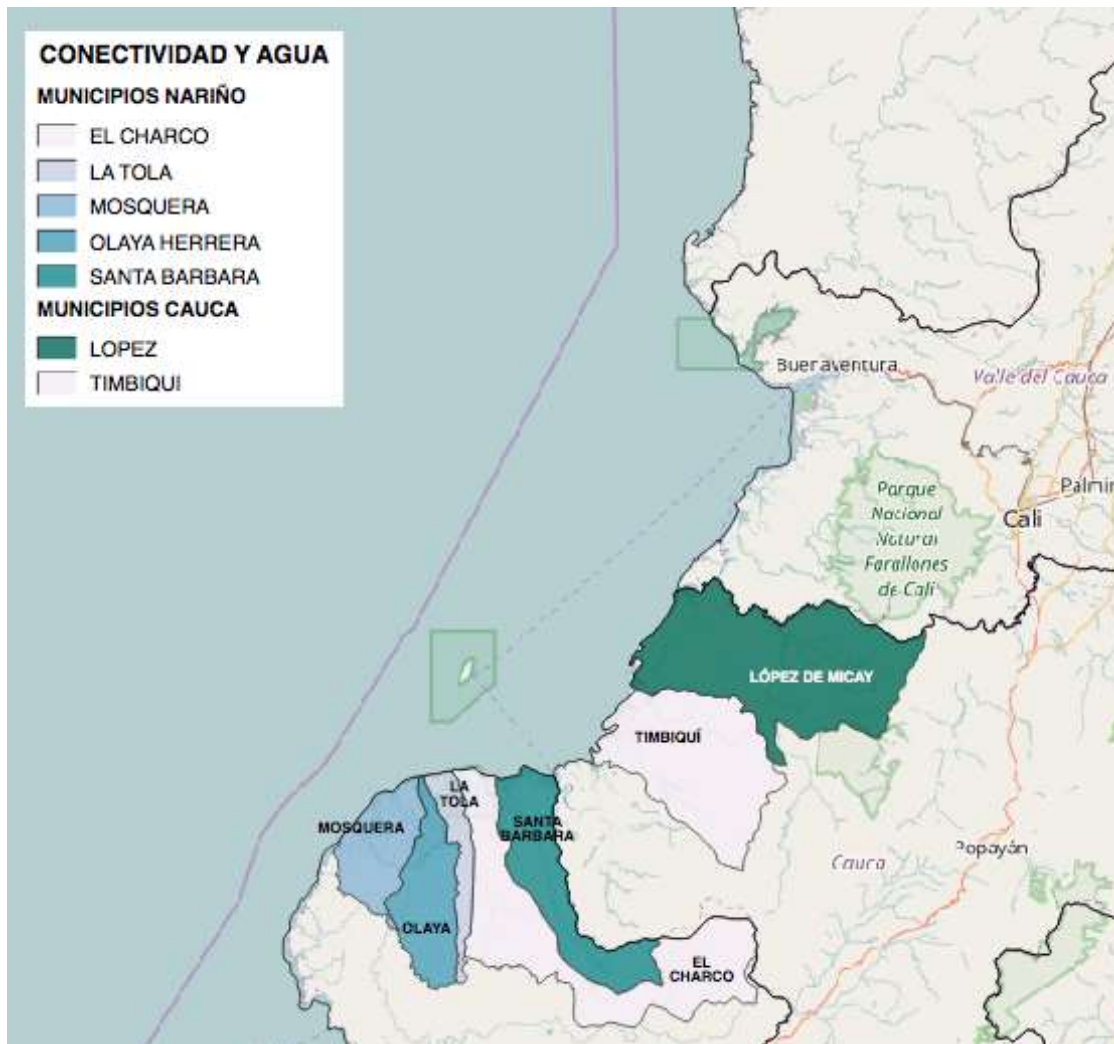 CONECTIVIDAD Y AGUA
MUNICIPIOS NARIÑO
EL CHARCO
LA TOLA
MOSQUERA
OLAYA HERRERA
SANTA BARBARA
MUNICIPIOS CAUCA
LOPEZ
TIMBIQUI
Buenaventura
Valle del Cauca
Parque
Nacional
Natural
Farallones
de Cali
Palmir
Cali
LÓPEZ DE MICAY
TIMBIQUÍ
LA
TOLA
MOSQUERA
SANTA
BARBARA
Cauca
Popayán
OLAYA
EL
CHARCO